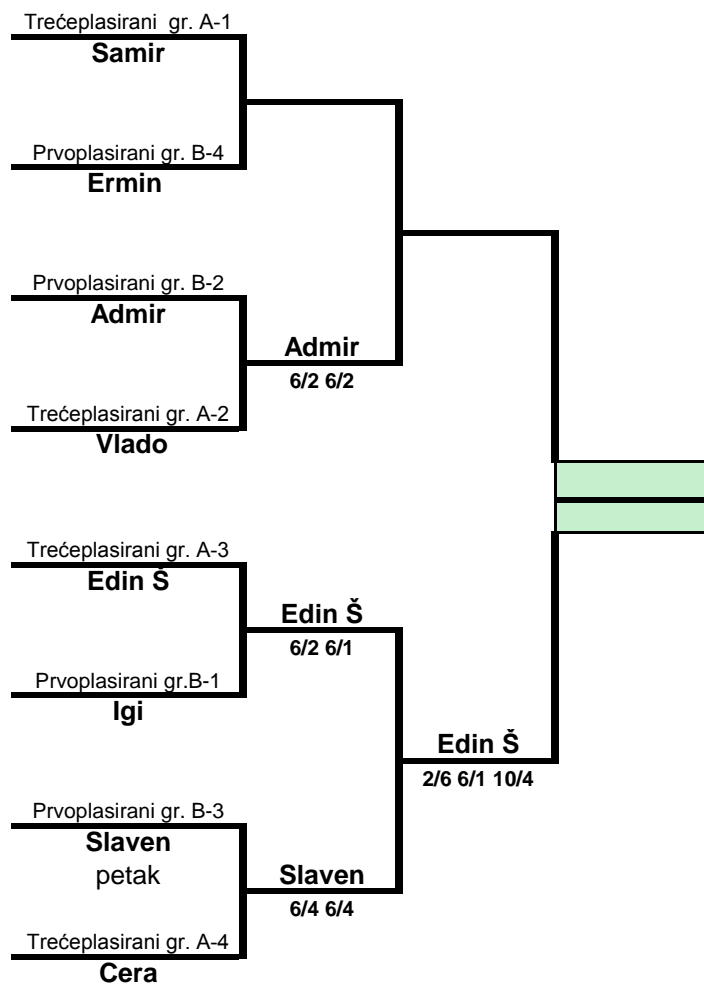 Trećeplasirani gr. A-1
Samir
Prvoplasirani gr. B-4
Ermin
Prvoplasirani gr. B-2
Admir
Admir
6/2 6/2
Trećeplasirani gr. A-2
Vlado
Trećeplasirani gr. A-3
Edin Š
Edin Š
6/2 6/1
Prvoplasirani gr.B-1
Igi
Edin Š
2/6 6/1 10/4
Prvoplasirani gr. B-3
Slaven
petak
Slaven
6/4 6/4
Trećeplasirani gr. A-4
Cera